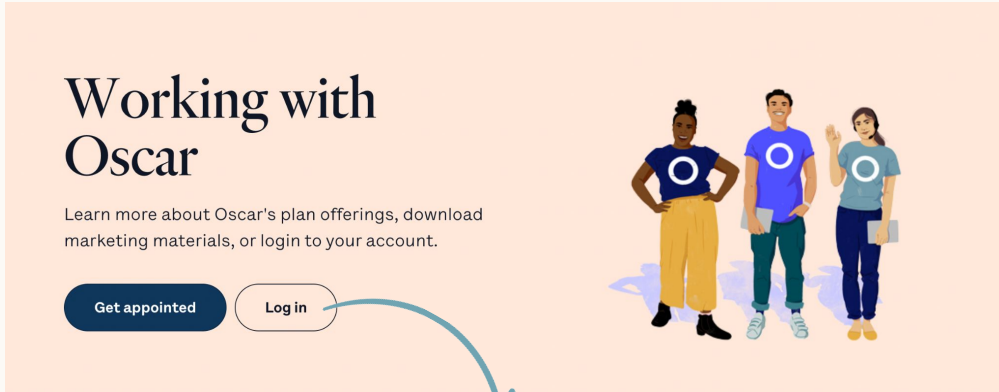 Working with
Oscar
Learn more about Oscar's plan offerings, download
marketing materials, or login to your account.
Get appointed
Log in